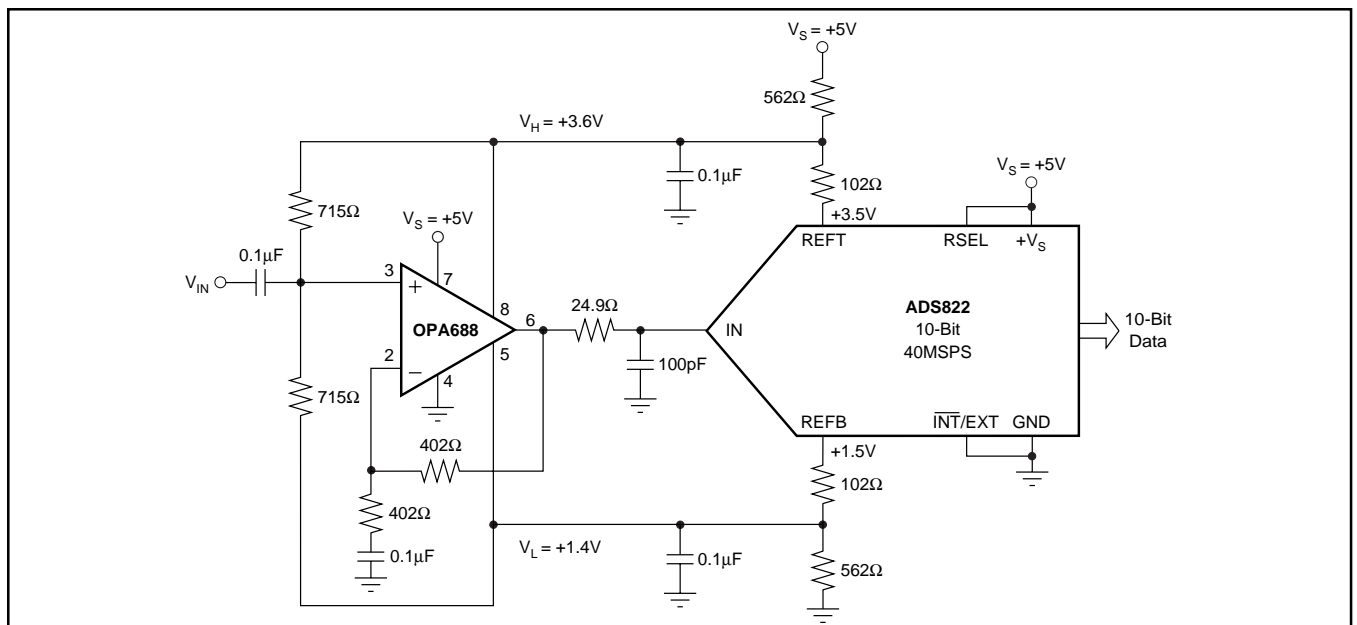 V_S = +5V
562Ω
V_H = +3.6V
0.1µF
102Ω
V_S = +5V
715Ω
V_S = +5V
+3.5V
REFT
RSEL
+V_S
0.1µF
V_IN
3
+
7
8
OPA688
6
24.9Ω
IN
ADS822
10-Bit
40MSPS
10-Bit
Data
2
−
5
4
100pF
715Ω
REFB
I̅N̅T̅/EXT
GND
402Ω
+1.5V
102Ω
402Ω
V_L = +1.4V
0.1µF
0.1µF
562Ω